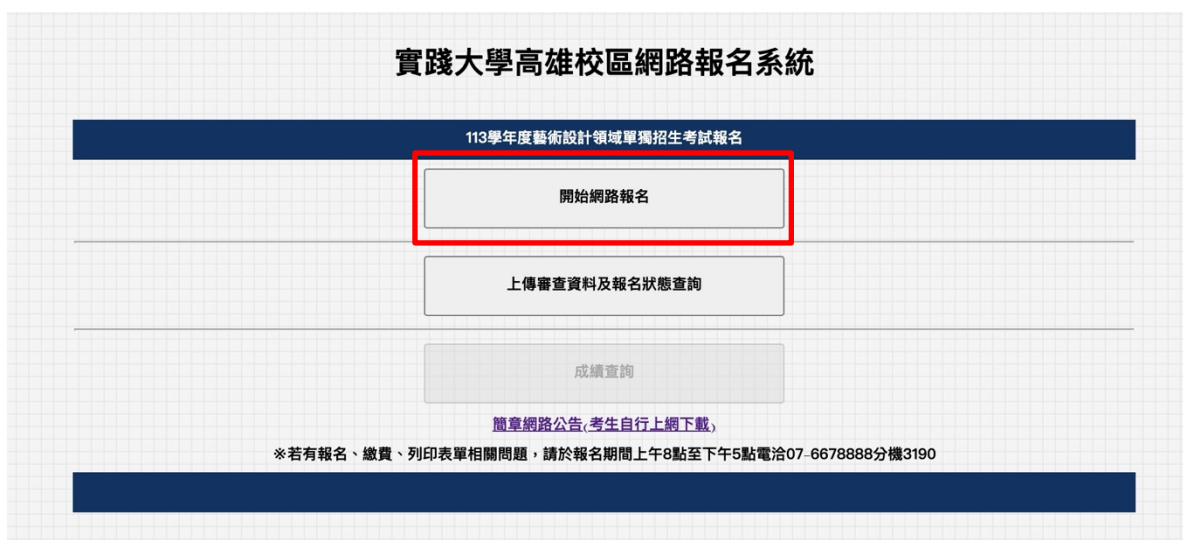 實踐大學高雄校區網路報名系統
113學年度藝術設計領域單獨招生考試報名
開始網路報名
上傳審查資料及報名狀態查詢
成績查詢
簡章網路公告(考生自行上網下載)
※若有報名、繳費、列印表單相關問題，請於報名期間上午8點至下午5點電洽07-6678888分機3190